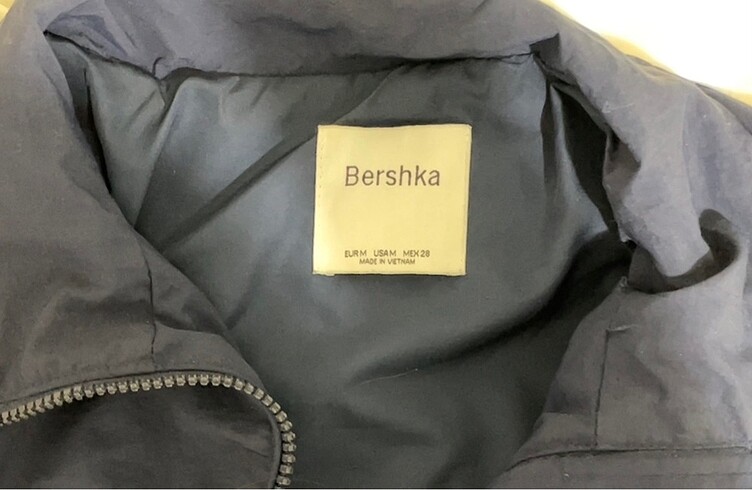 Bershka
EUR M  USA M  MEX 28
MADE IN VIETNAM